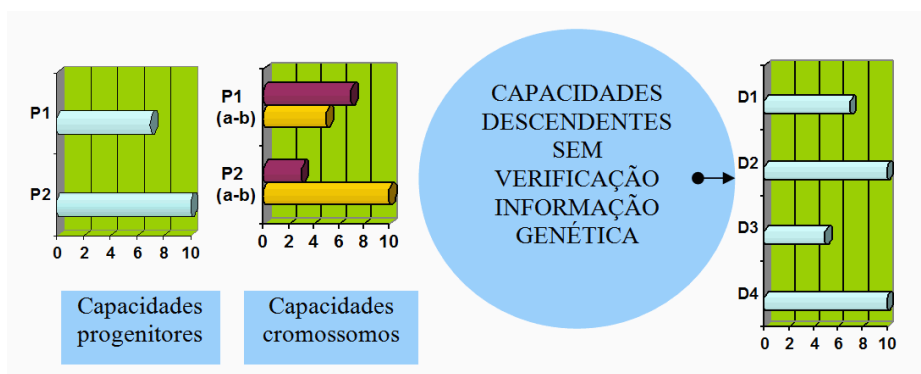 P1
P2
0 2 4 6 8 10
Capacidades
progenitores
P1
(a-b)
P2
(a-b)
0 2 4 6 8 10
Capacidades
cromossomos
CAPACIDADES
DESCENDENTES
SEM
VERIFICAÇÃO
INFORMAÇÃO
GENÉTICA
D1
D2
D3
D4
0 2 4 6 8 10